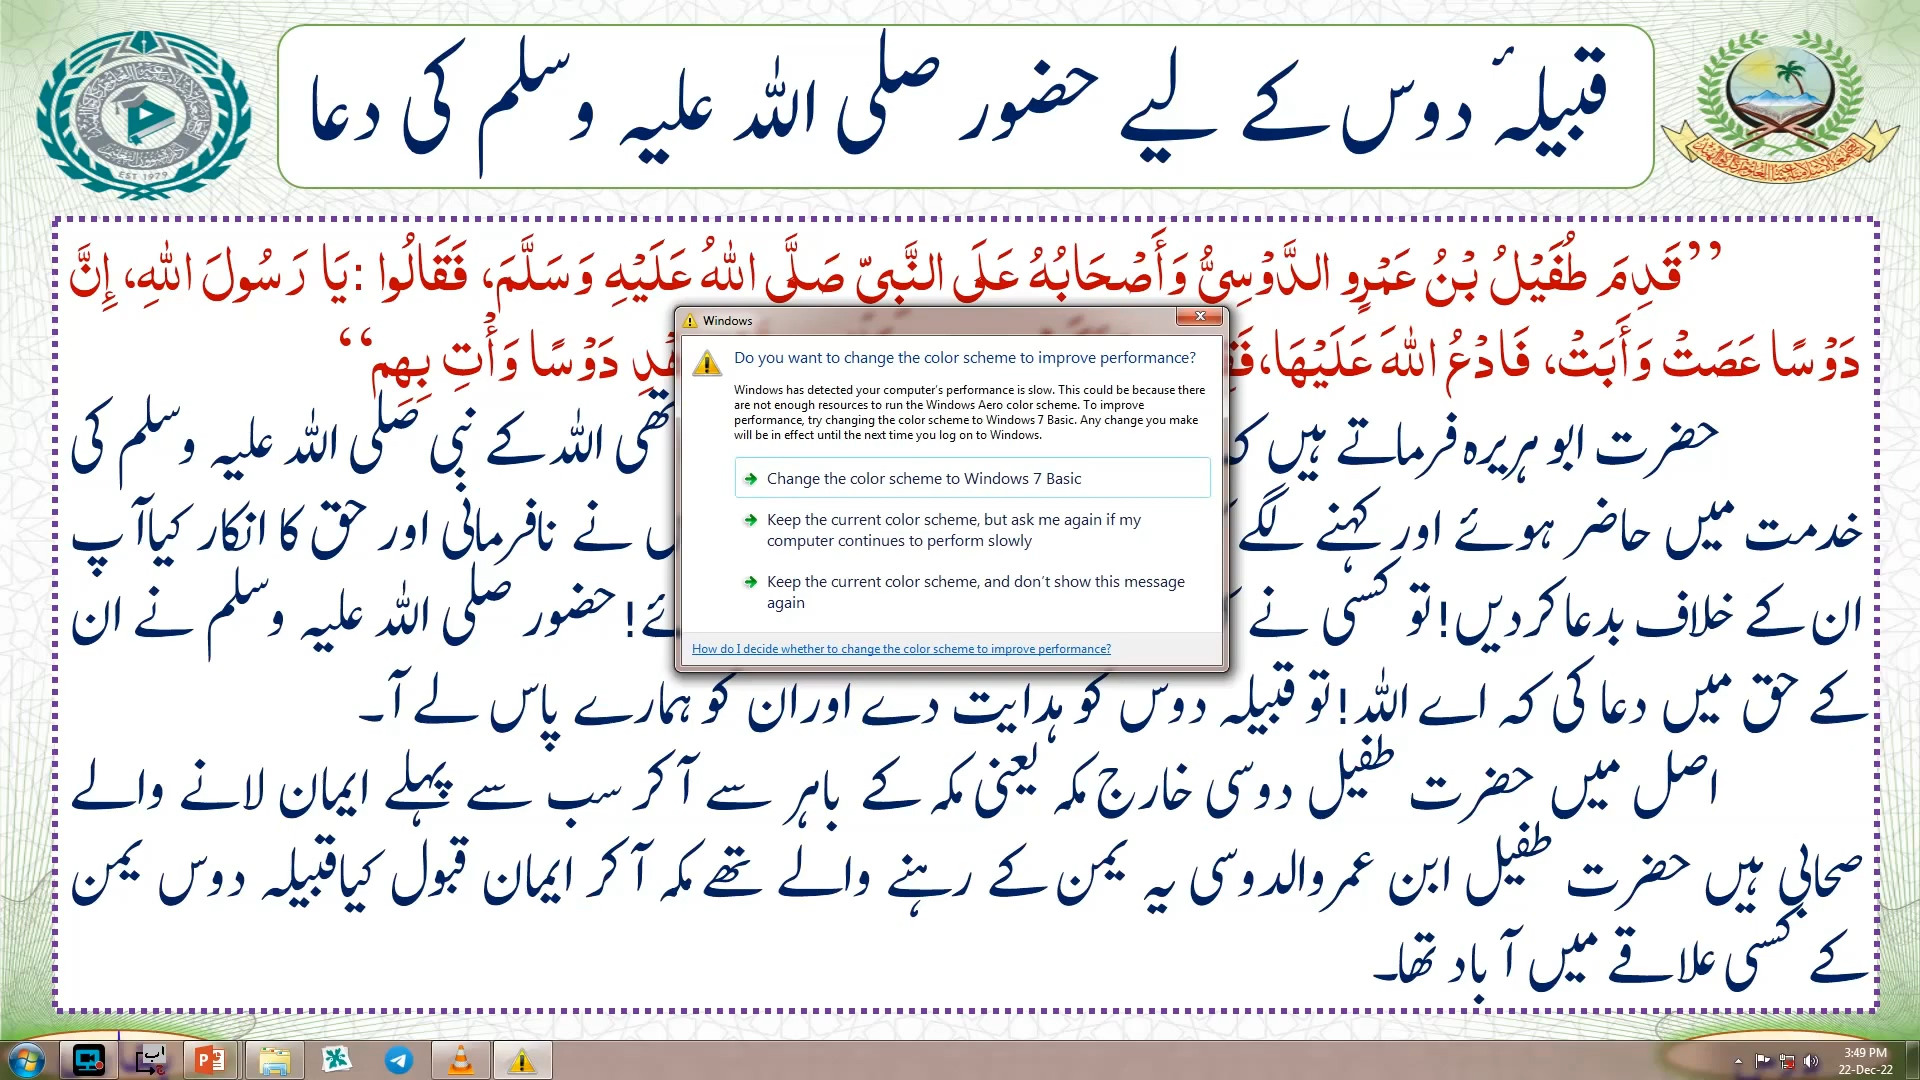 قبیلۂ دوس کے لیے حضور صلی اللہ علیہ وسلم کی دعا
EST 1979
’’قَدِمَ طُفَيْلُ بْنُ عَمْرٍو الدَّوْسِيُّ وَأَصْحَابُهُ عَلَى النَّبِيِّ صَلَّى اللهُ عَلَيْهِ وَسَلَّمَ، فَقَالُوا :يَا رَسُولَ اللهِ، إِنَّ
دَوْسًا عَصَتْ وَأَبَتْ، فَادْعُ اللهَ عَلَيْهَا، دَوْسًا وَأْتِ بِهِم‘‘
حضرت ابو ہریرہ فرماتے ہیں اللہ کے نبی صلی اللہ علیہ وسلم کی
خدمت میں حاضر ہوئے اور کہنے لگے نے نافرمانی اور حق کا انکار کیا آپ
ان کے خلاف بددعا کردیں! تو کسی نے ! حضور صلی اللہ علیہ وسلم نے ان
کے حق میں دعا کی کہ اے اللہ! تو قبیلہ دوس کو ہدایت دے اور ان کو ہمارے پاس لے آ۔
اصل میں حضرت طفیل دوسی خارج مکہ یعنی مکہ کے باہر سے آ کر سب سے پہلے ایمان لانے والے
صحابی ہیں حضرت طفیل ابن عمرو الدوسی یہ یمن کے رہنے والے تھے مکہ آ کر ایمان قبول کیا قبیلہ دوس یمن
کے کسی علاقے میں آباد تھا۔
Windows
Do you want to change the color scheme to improve performance?
Windows has detected your computer's performance is slow. This could be because there
are not enough resources to run the Windows Aero color scheme. To improve
performance, try changing the color scheme to Windows 7 Basic. Any change you make
will be in effect until the next time you log on to Windows.
Change the color scheme to Windows 7 Basic
Keep the current color scheme, but ask me again if my
computer continues to perform slowly
Keep the current color scheme, and don't show this message
again
How do I decide whether to change the color scheme to improve performance?
3:49 PM
22-Dec-22